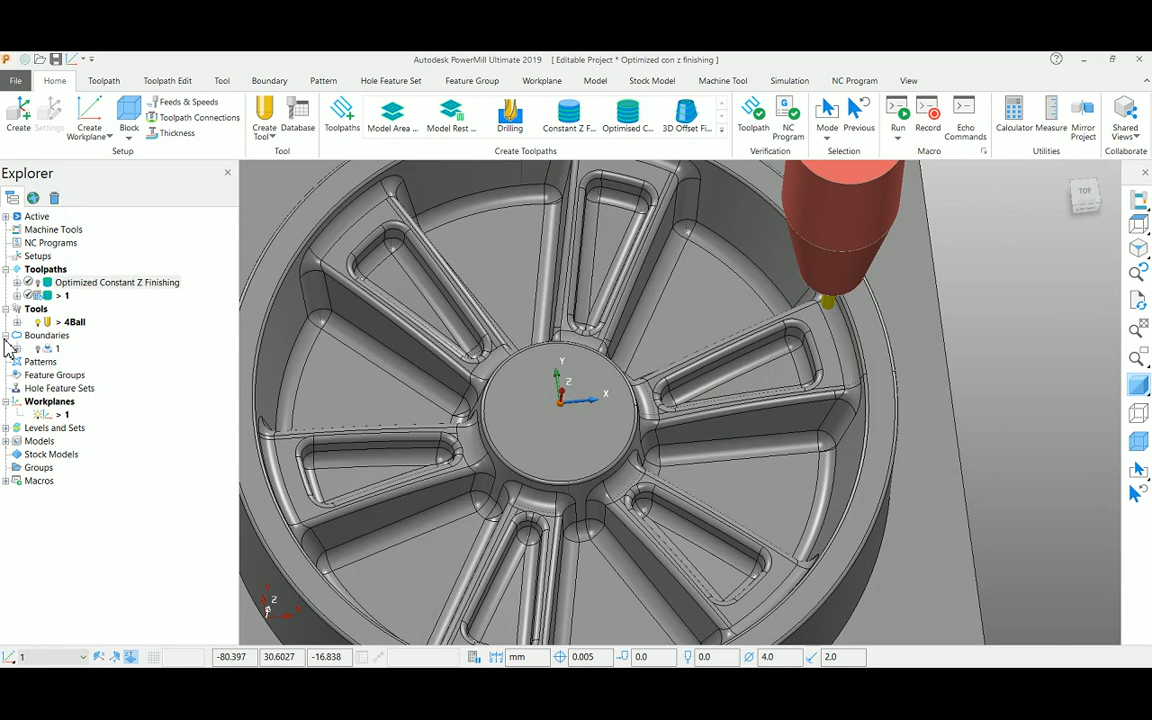 Autodesk PowerMill Ultimate 2019 [ Editable Project * Optimized con z finishing ]
File Home Toolpath Toolpath Edit Tool Boundary Pattern Hole Feature Set Feature Group Workplane Model Stock Model Machine Tool Simulation NC Program View
Create Settings Create Workplane Block Feeds & Speeds Toolpath Connections Thickness
Create Tool Database
Toolpaths Model Area ... Model Rest ... Drilling Constant Z F... Optimised C... 3D Offset Fi...
Toolpath NC Program Mode Previous Run Record Echo Commands Calculator Measure Mirror Project Shared Views
Setup Tool Create Toolpaths Verification Selection Macro Utilities Collaborate
Explorer
Active
Machine Tools
NC Programs
Setups
Toolpaths
Optimized Constant Z Finishing
> 1
Tools
> 4Ball
Boundaries
1
Patterns
Feature Groups
Hole Feature Sets
Workplanes
> 1
Levels and Sets
Models
Stock Models
Groups
Macros
TOP
Y
Z
X
Z
1 -80.397 30.6027 -16.838 mm 0.005 0.0 0.0 4.0 2.0